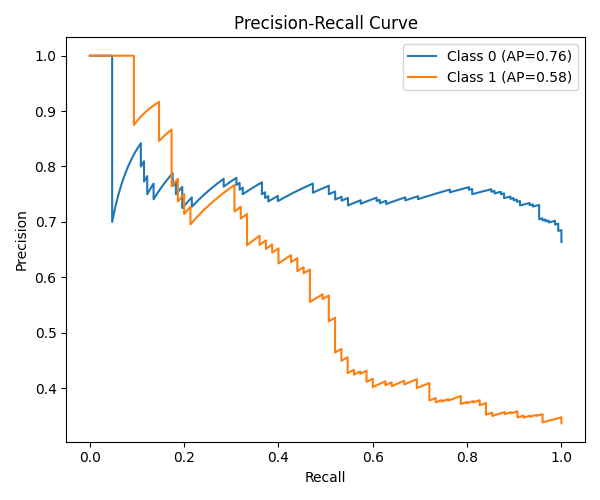 Precision-Recall Curve
Class 0 (AP=0.76)
Class 1 (AP=0.58)
Precision
1.0
0.9
0.8
0.7
0.6
0.5
0.4
0.0 0.2 0.4 0.6 0.8 1.0
Recall